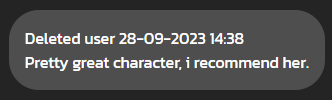 Deleted user 28-09-2023 14:38
Pretty great character, i recommend her.